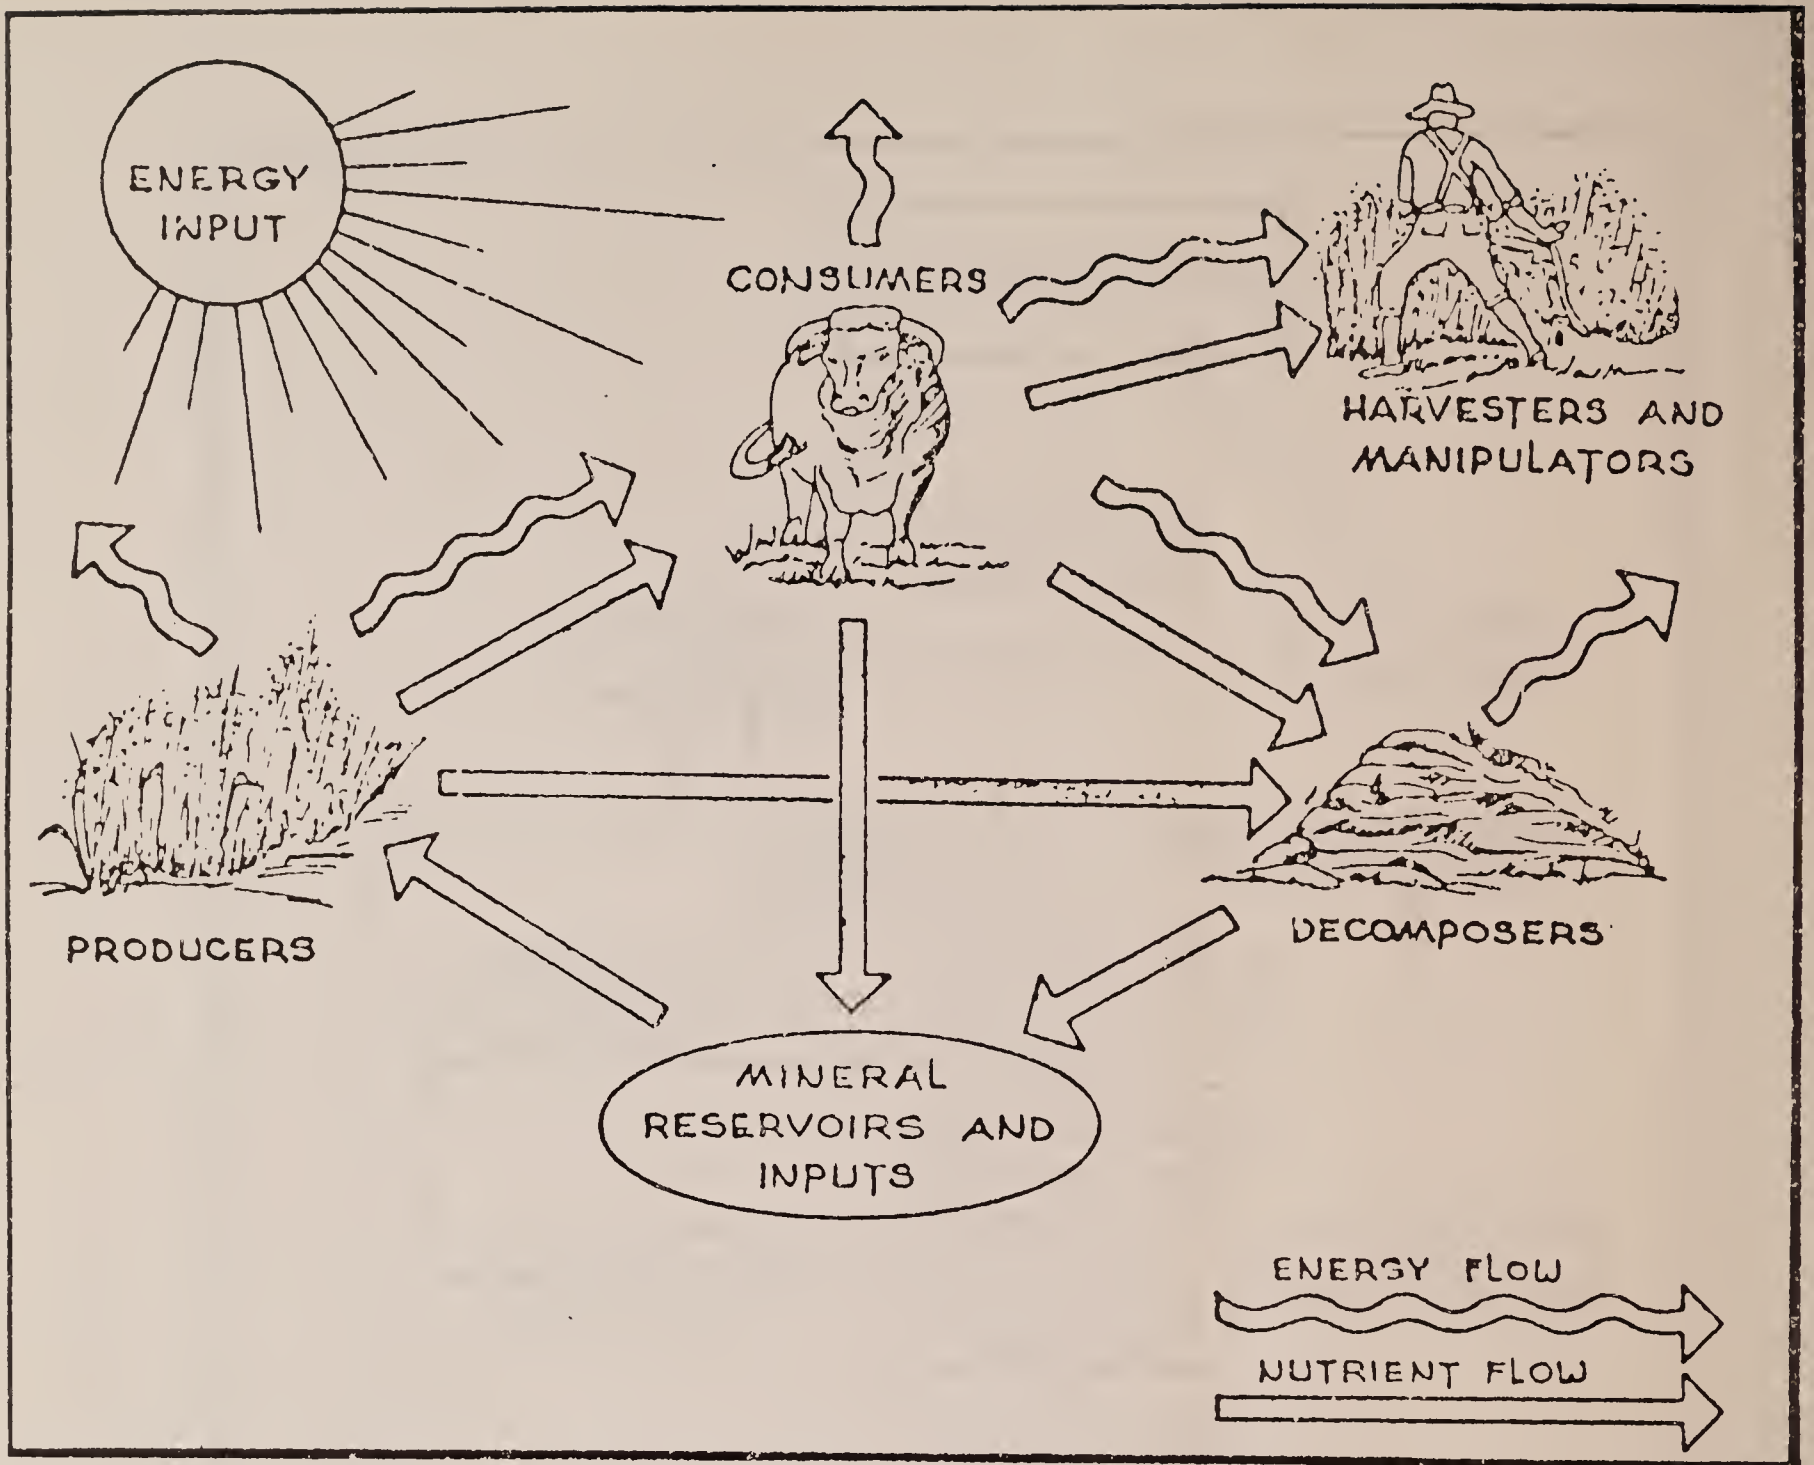 ENERGY
INPUT
CONSUMERS
HARVESTERS AND
MANIPULATORS
PRODUCERS
DECOMPOSERS
MINERAL
RESERVOIRS AND
INPUTS
ENERGY FLOW
NUTRIENT FLOW